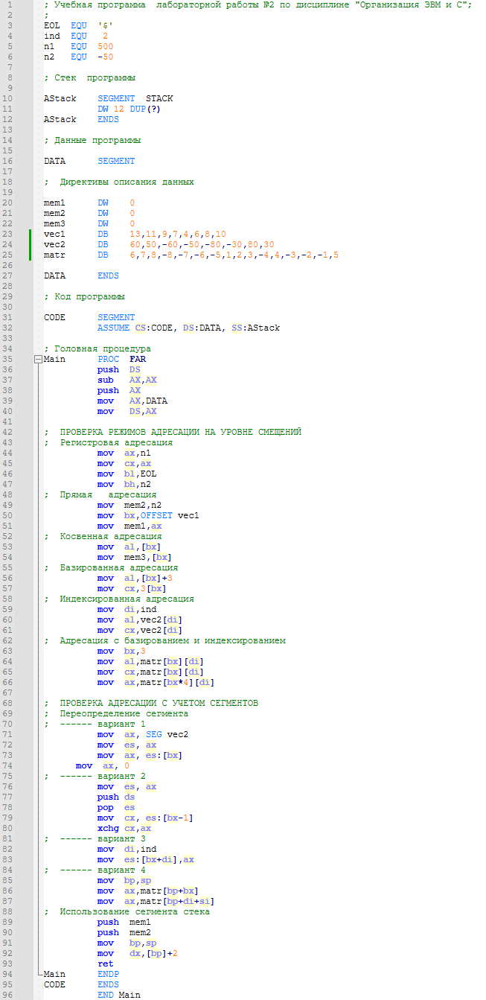 1 ; Учебная программа  лабораторной работы №2 по дисциплине "Организация ЭВМ и С";
2 ;
3 EOL  EQU  '$'
4 ind  EQU   2
5 n1   EQU  500
6 n2   EQU  -50
7
8 ; Стек  программы
9
10 AStack    SEGMENT  STACK
11           DW 12 DUP(?)
12 AStack    ENDS
13
14 ; Данные программы
15
16 DATA      SEGMENT
17
18 ;  Директивы описания данных
19
20 mem1      DW    0
21 mem2      DW    0
22 mem3      DW    0
23 vec1      DB    13,11,9,7,4,6,8,10
24 vec2      DB    60,50,-60,-50,-80,-30,80,30
25 matr      DB    6,7,8,-8,-7,-6,-5,1,2,3,-4,4,-3,-2,-1,5
26
27 DATA      ENDS
28
29 ; Код программы
30
31 CODE      SEGMENT
32           ASSUME CS:CODE, DS:DATA, SS:AStack
33
34 ; Головная процедура
35 Main      PROC  FAR
36           push  DS
37           sub   AX,AX
38           push  AX
39           mov   AX,DATA
40           mov   DS,AX
41
42 ;  ПРОВЕРКА РЕЖИМОВ АДРЕСАЦИИ НА УРОВНЕ СМЕЩЕНИЙ
43 ;  Регистровая адресация
44           mov  ax,n1
45           mov  cx,ax
46           mov  bl,EOL
47           mov  bh,n2
48 ;  Прямая   адресация
49           mov  mem2,n2
50           mov  bx,OFFSET vec1
51           mov  mem1,ax
52 ;  Косвенная адресация
53           mov  al,[bx]
54           mov  mem3,[bx]
55 ;  Базированная адресация
56           mov  al,[bx]+3
57           mov  cx,3[bx]
58 ;  Индексированная адресация
59           mov  di,ind
60           mov  al,vec2[di]
61           mov  cx,vec2[di]
62 ;  Адресация с базированием и индексированием
63           mov  bx,3
64           mov  al,matr[bx][di]
65           mov  cx,matr[bx][di]
66           mov  ax,matr[bx*4][di]
67
68 ;  ПРОВЕРКА АДРЕСАЦИИ С УЧЕТОМ СЕГМЕНТОВ
69 ;  Переопределение сегмента
70 ;  ------ вариант 1
71           mov  ax, SEG vec2
72           mov  es, ax
73           mov  ax, es:[bx]
74       mov  ax, 0
75 ;  ------ вариант 2
76           mov  es, ax
77           push ds
78           pop  es
79           mov  cx, es:[bx-1]
80           xchg cx,ax
81 ;  ------ вариант 3
82           mov  di,ind
83           mov  es:[bx+di],ax
84 ;  ------ вариант 4
85           mov  bp,sp
86           mov  ax,matr[bp+bx]
87           mov  ax,matr[bp+di+si]
88 ;  Использование сегмента стека
89           push  mem1
90           push  mem2
91           mov   bp,sp
92           mov   dx,[bp]+2
93           ret
94 Main      ENDP
95 CODE      ENDS
96           END Main